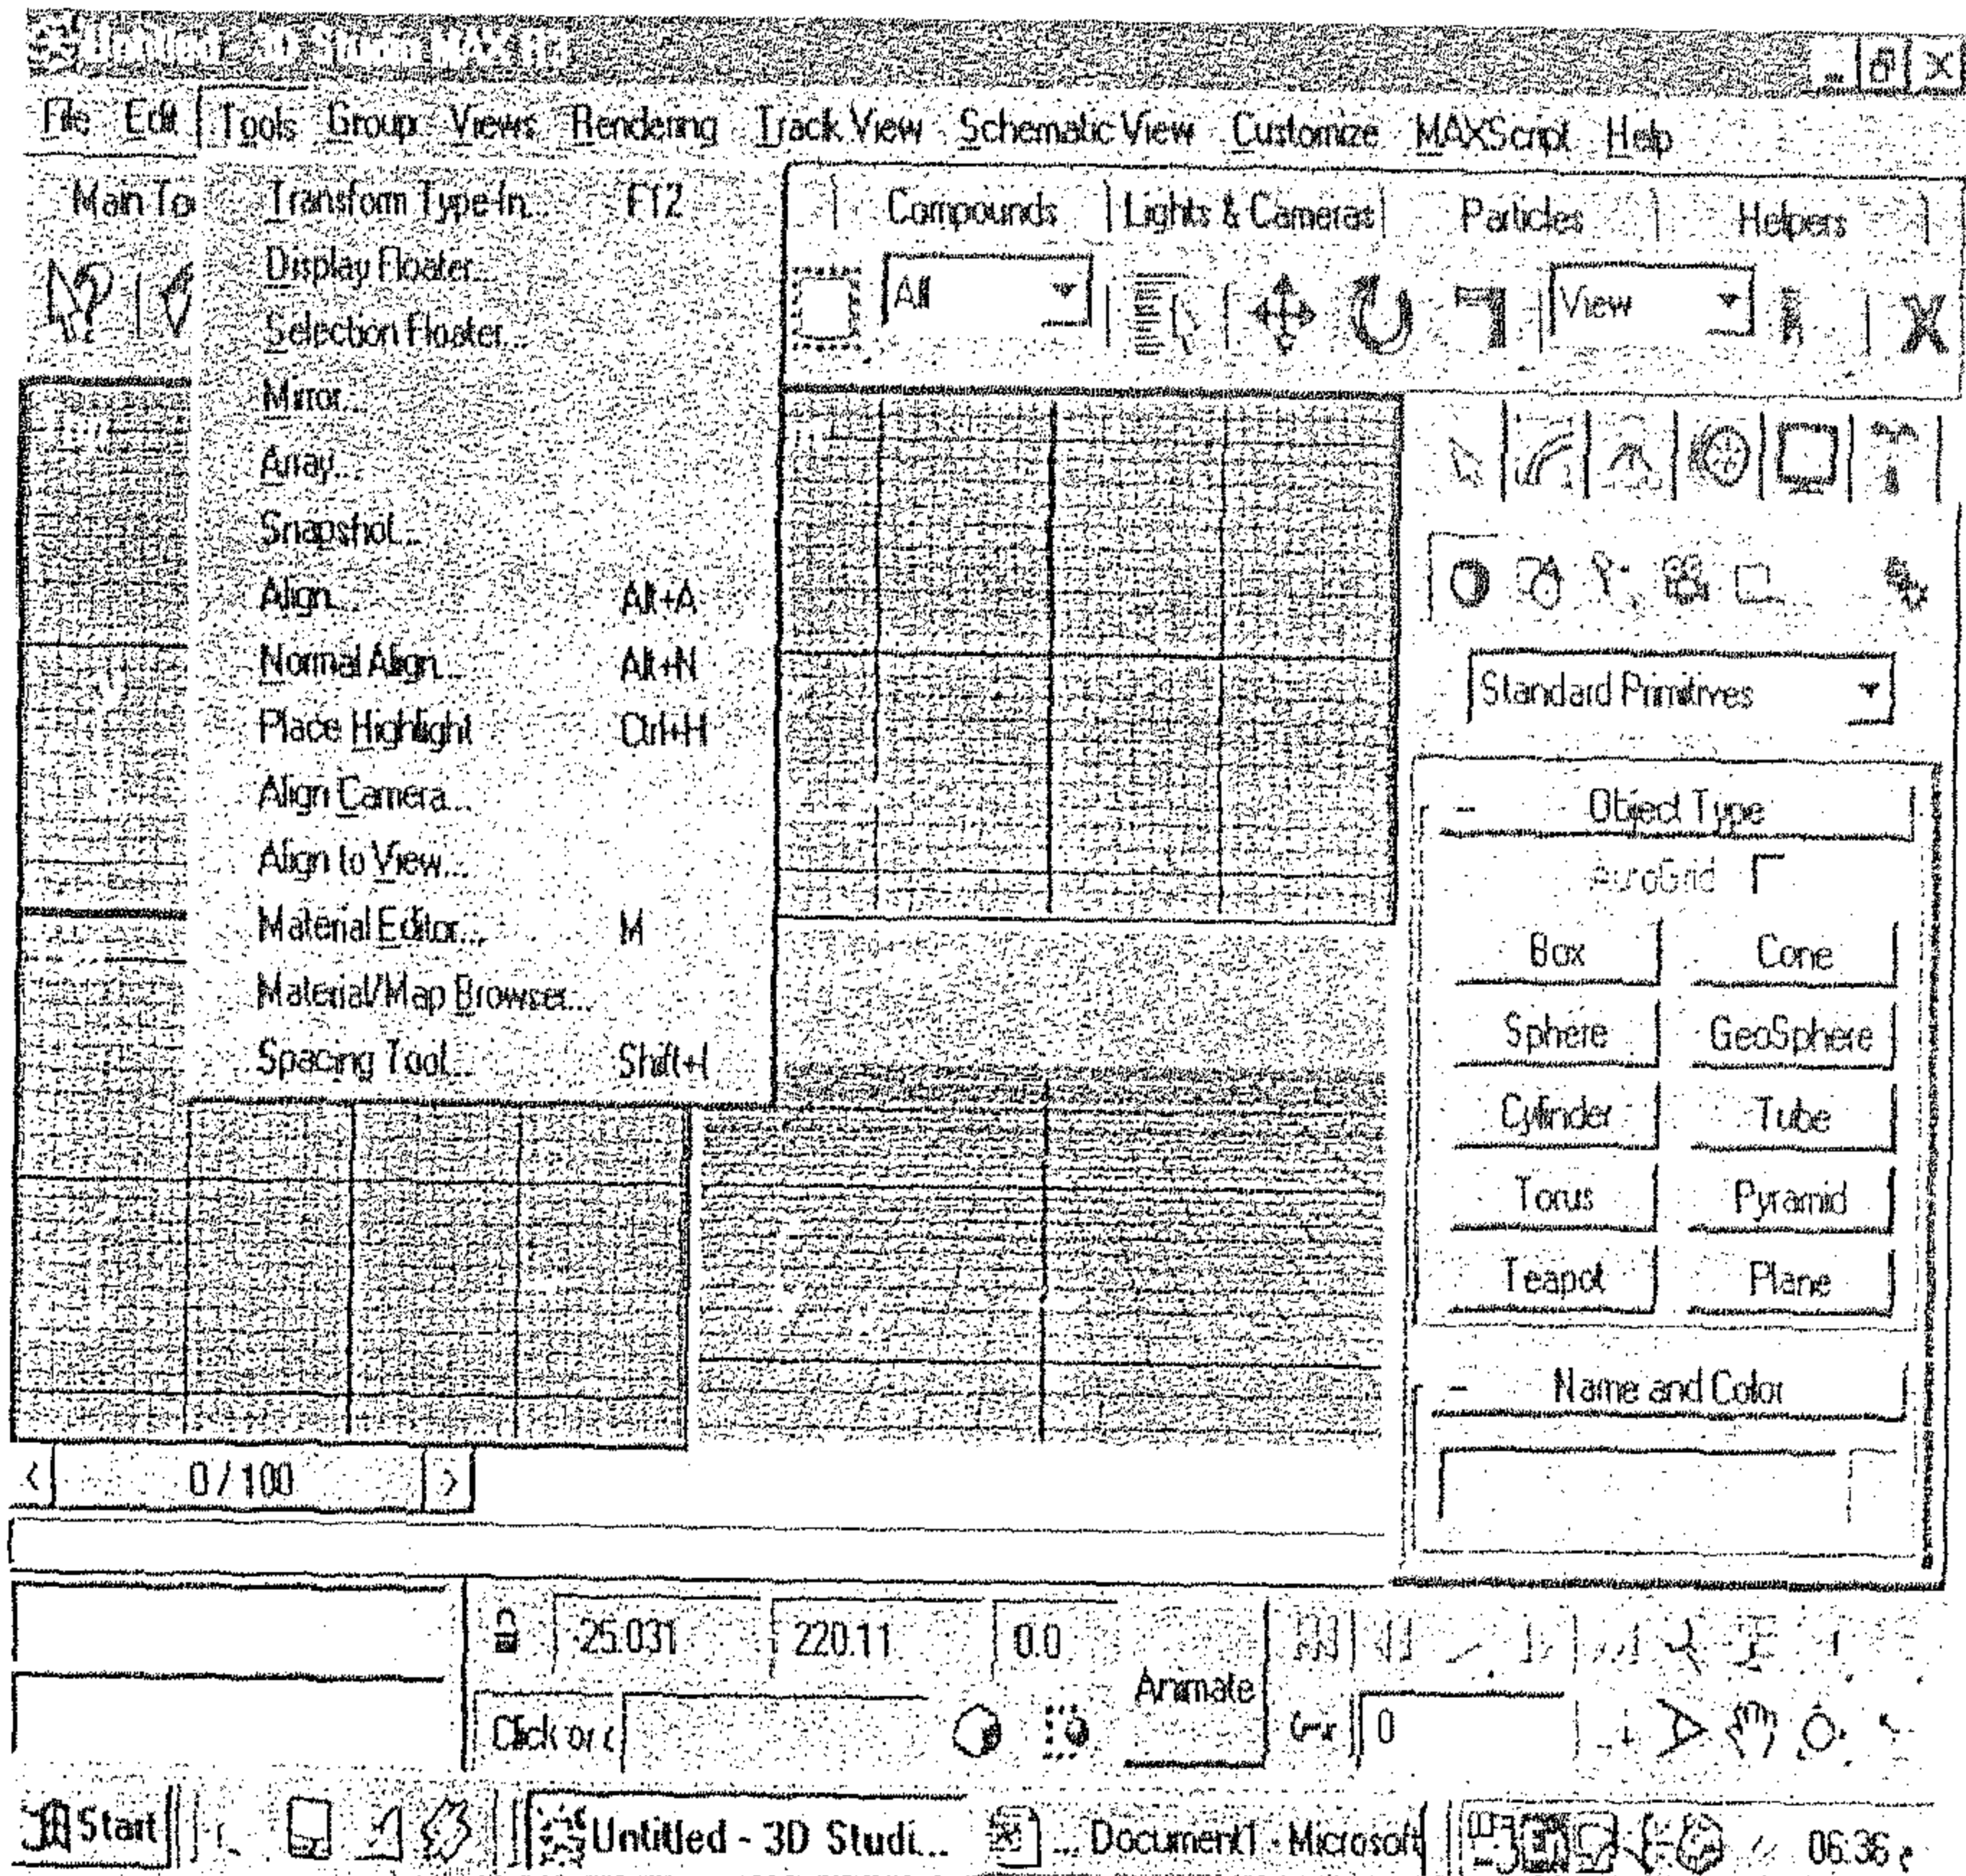 Untitled - 3D Studio MAX R3
File Edit Tools Group Views Rendering Track View Schematic View Customize MAXScript Help
Main To
Compounds Lights & Cameras Particles Helpers
All View
Transform Type-In... F12
Display Floater...
Selection Floater...
Mirror...
Array...
Snapshot...
Align... Alt+A
Normal Align... Alt+N
Place Highlight Ctrl+H
Align Camera...
Align to View...
Material Editor... M
Material/Map Browser...
Spacing Tool... Shift+I
Standard Primitives
Object Type
AutoGrid
Box Cone
Sphere GeoSphere
Cylinder Tube
Torus Pyramid
Teapot Plane
Name and Color
< 0 / 100 >
25.031 220.11 0.0
Animate
Click or 
0
Start Untitled - 3D Studi... Document1 - Microsoft 06:36 م